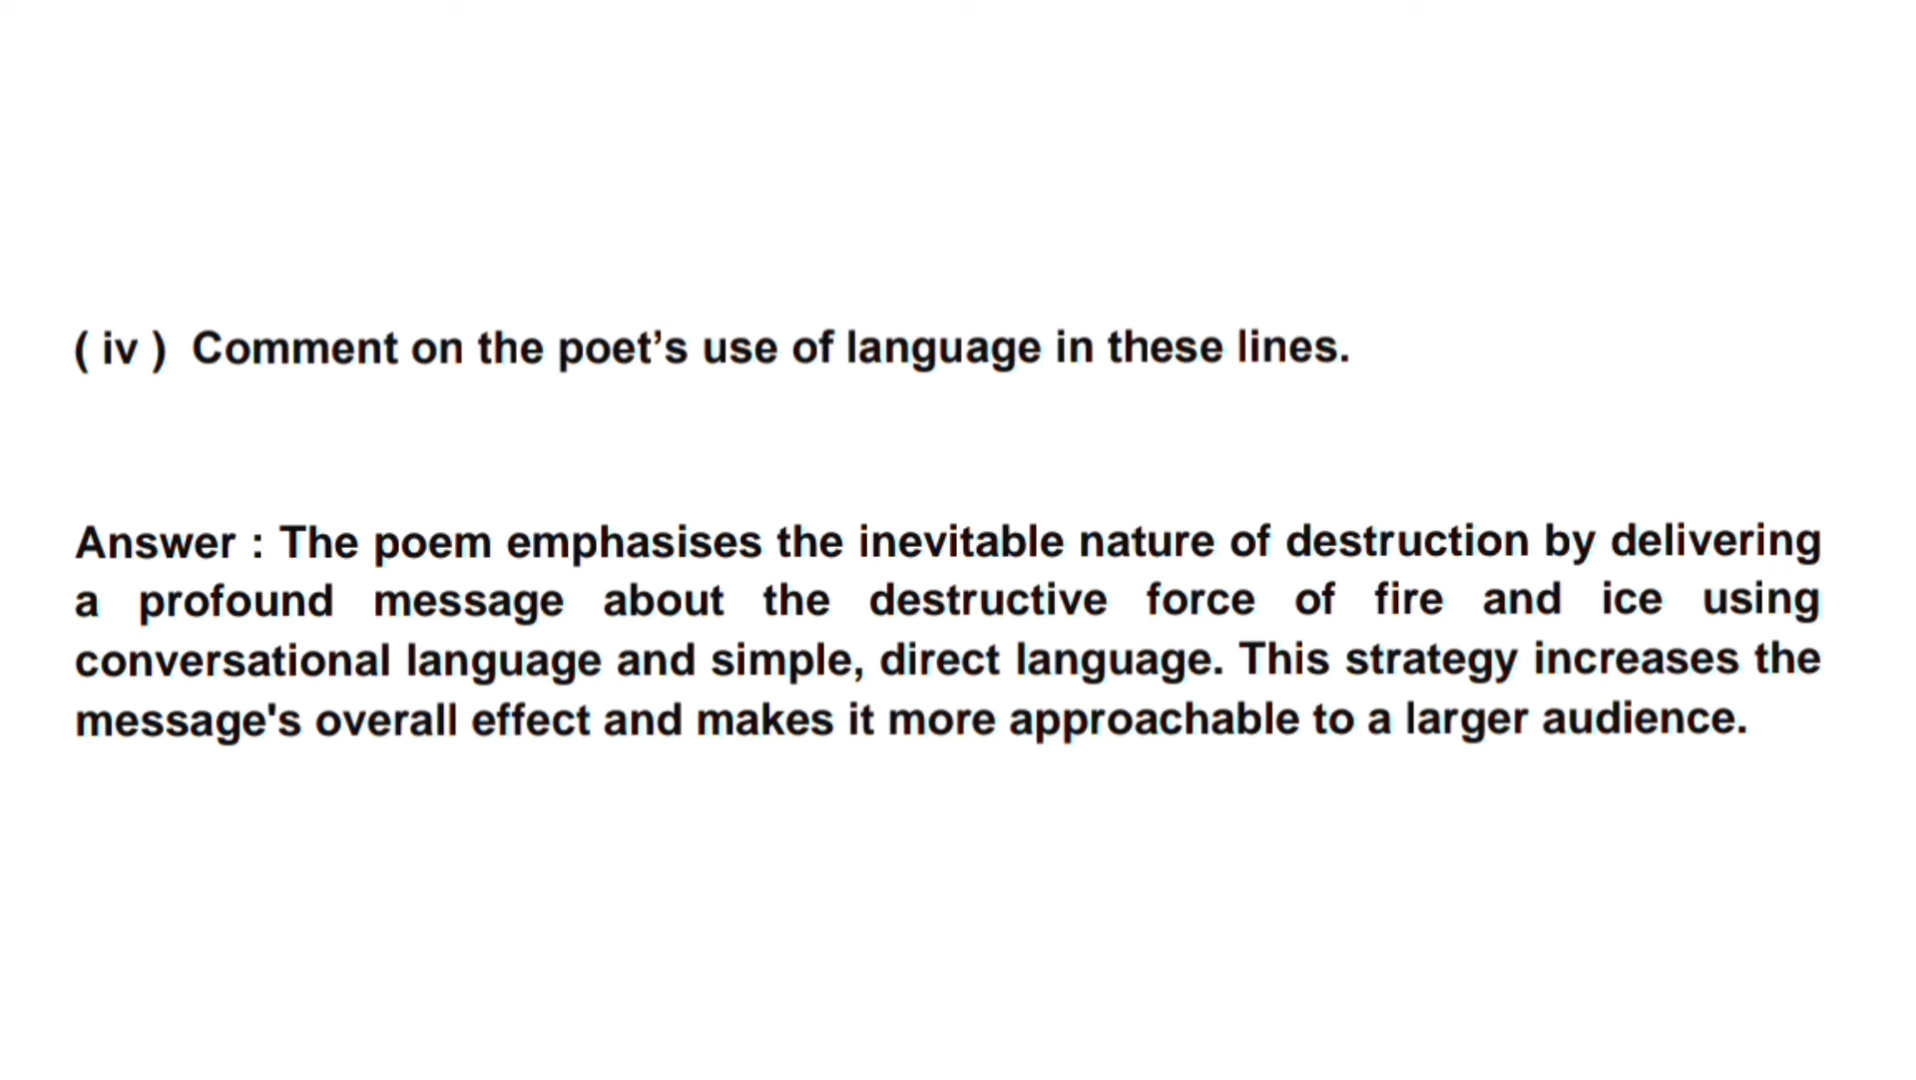 ( iv ) Comment on the poet’s use of language in these lines.
Answer : The poem emphasises the inevitable nature of destruction by delivering
a profound message about the destructive force of fire and ice using
conversational language and simple, direct language. This strategy increases the
message's overall effect and makes it more approachable to a larger audience.